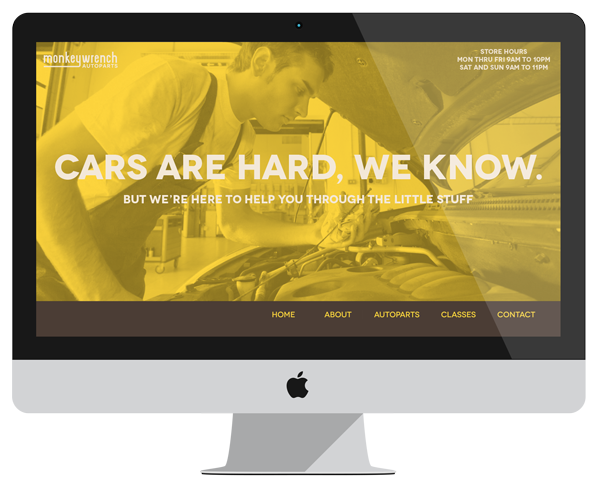 monkeywrench
AUTOPARTS
STORE HOURS
MON THRU FRI 9AM TO 10PM
SAT AND SUN 9AM TO 11PM
CARS ARE HARD, WE KNOW.
BUT WE'RE HERE TO HELP YOU THROUGH THE LITTLE STUFF
HOME ABOUT AUTOPARTS CLASSES CONTACT